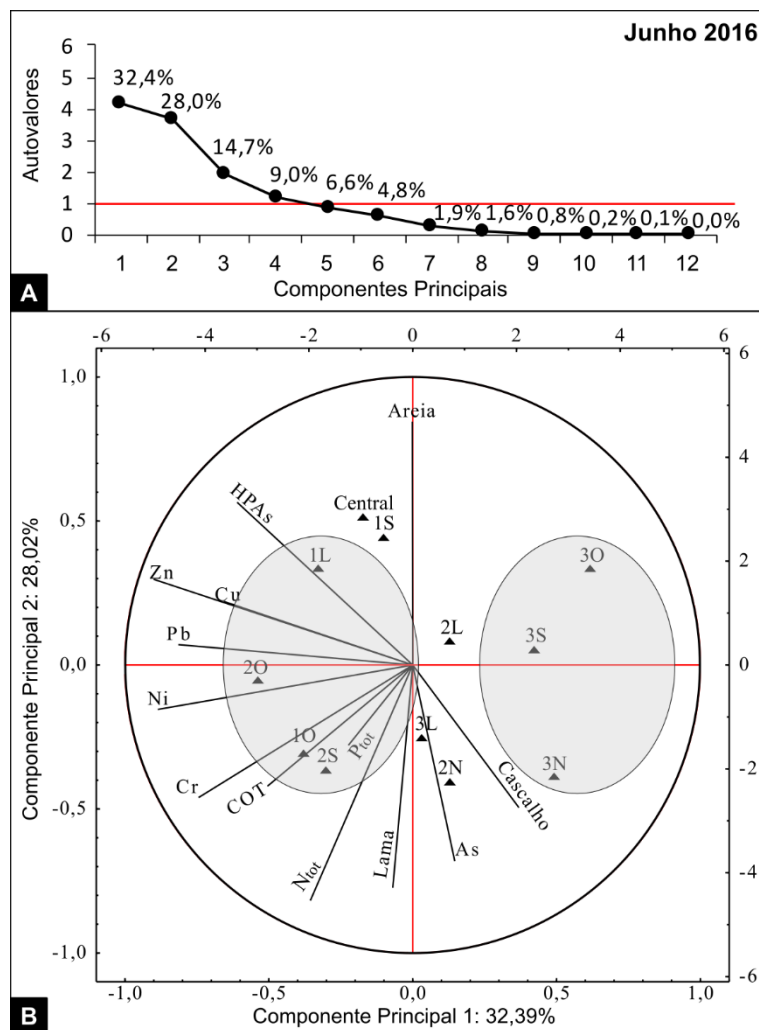 Junho 2016
Autovalores
6
5
4
3
2
1
0
32,4%
28,0%
14,7%
9,0%
6,6%
4,8%
1,9%
1,6%
0,8%
0,2%
0,1%
0,0%
1 2 3 4 5 6 7 8 9 10 11 12
Componentes Principais
A
-6 -4 -2 0 2 4 6
1,0
0,5
0,0
-0,5
-1,0
6
4
2
0
-2
-4
-6
Componente Principal 2: 28,02%
Areia
HPAs
Central
1S
1L
3O
Zn
Cu
2L
3S
Pb
2O
Ni
3L
Ptot
1O
2S
2N
3N
Cr
COT
Cascalho
Lama
As
Ntot
-1,0 -0,5 0,0 0,5 1,0
Componente Principal 1: 32,39%
B